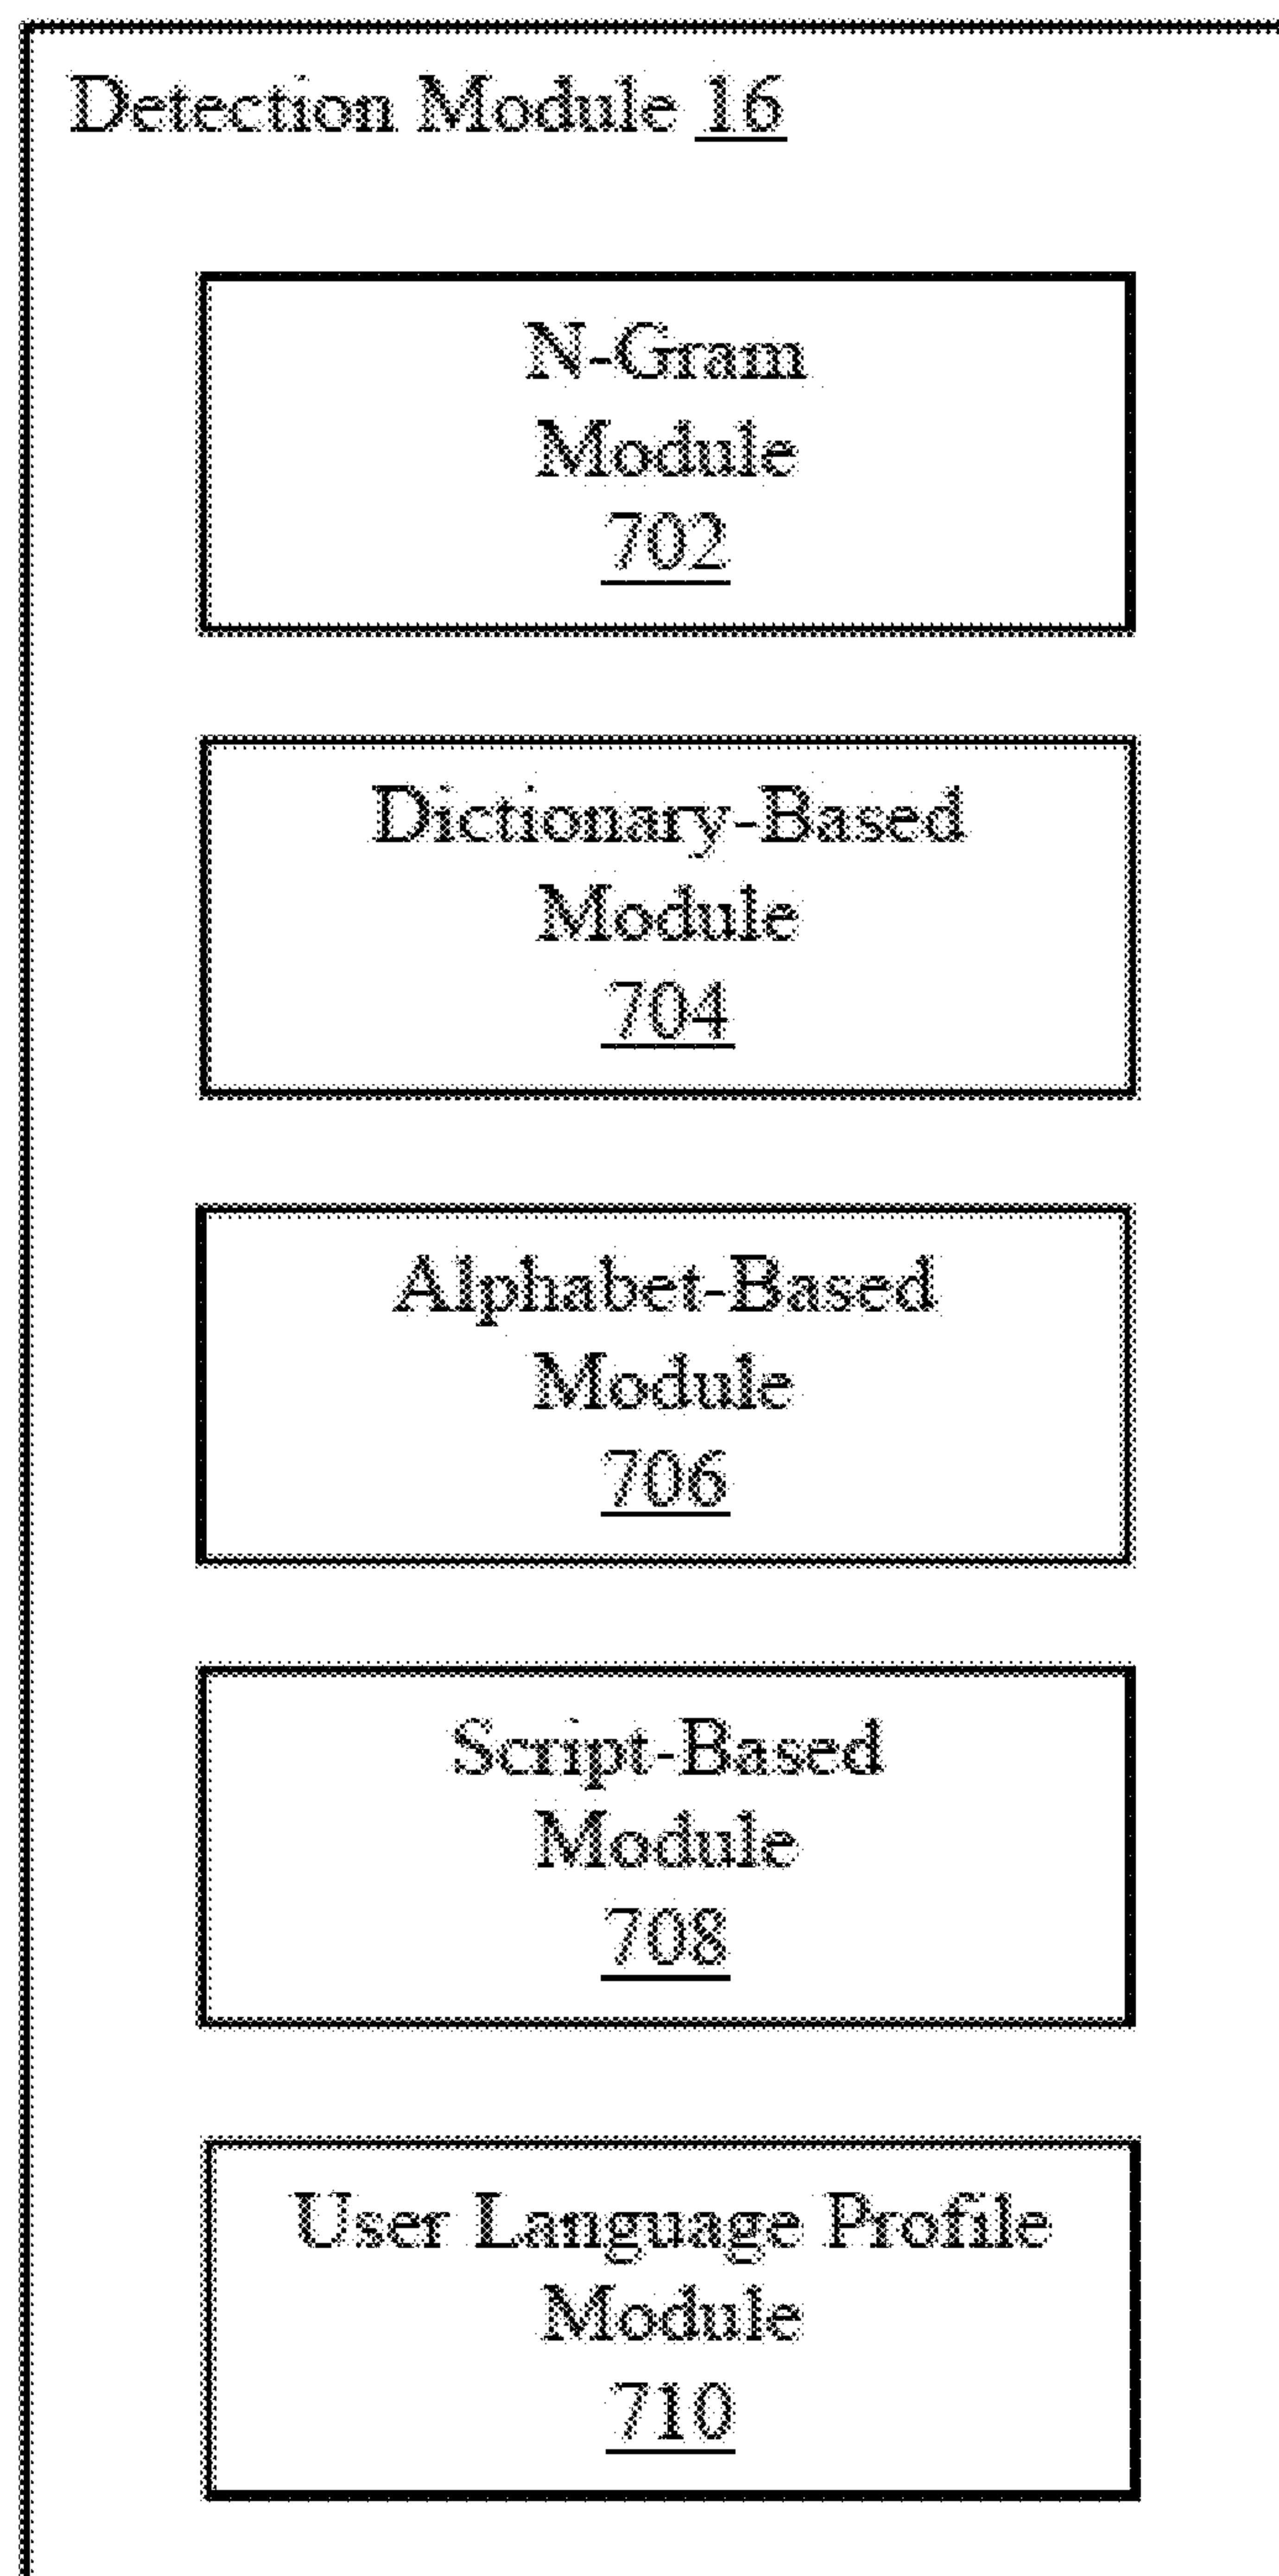 Detection Module 16
N-Gram
Module
702
Dictionary-Based
Module
704
Alphabet-Based
Module
706
Script-Based
Module
708
User Language Profile
Module
710